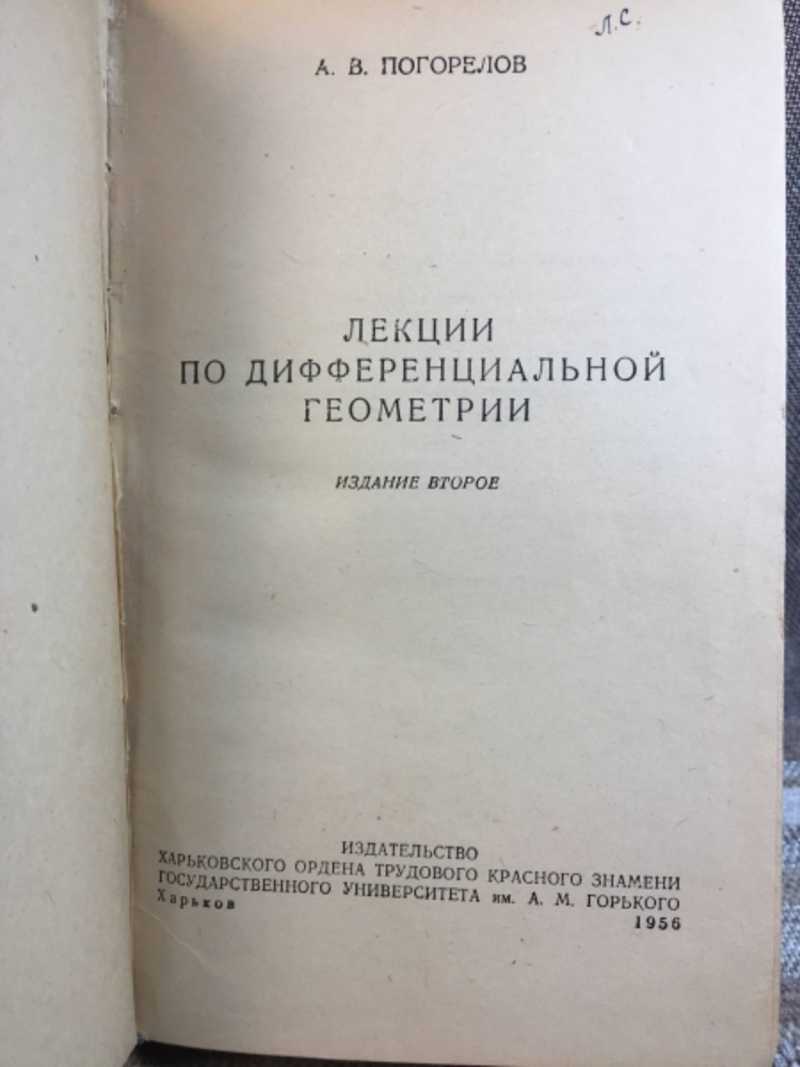 Л.С.
А. В. ПОГОРЕЛОВ
ЛЕКЦИИ
ПО ДИФФЕРЕНЦИАЛЬНОЙ
ГЕОМЕТРИИ
ИЗДАНИЕ ВТОРОЕ
ИЗДАТЕЛЬСТВО
ХАРЬКОВСКОГО ОРДЕНА ТРУДОВОГО КРАСНОГО ЗНАМЕНИ
ГОСУДАРСТВЕННОГО УНИВЕРСИТЕТА им. А. М. ГОРЬКОГО
Харьков 1956